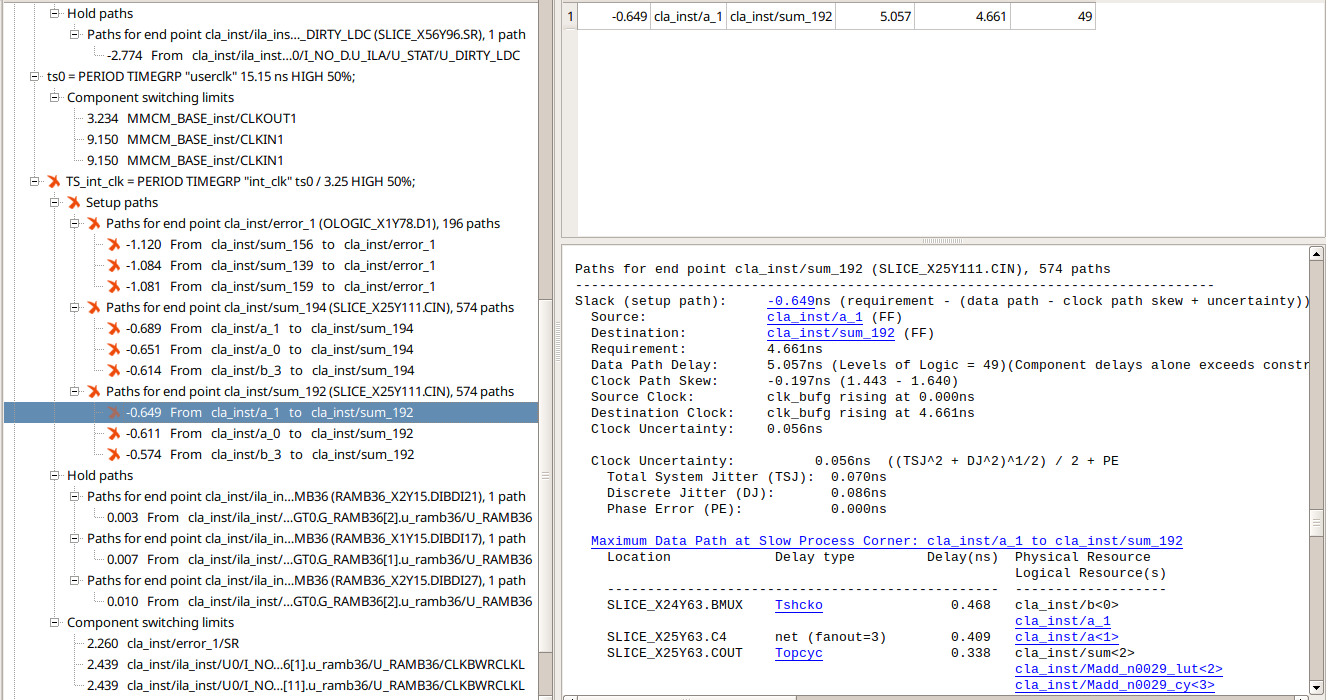 Hold paths
Paths for end point cla_inst/ila_ins..._DIRTY_LDC (SLICE_X56Y96.SR), 1 path
-2.774 From cla_inst/ila_inst...0/I_NO_D.U_ILA/U_STAT/U_DIRTY_LDC
ts0 = PERIOD TIMEGRP "userclk" 15.15 ns HIGH 50%;
Component switching limits
3.234 MMCM_BASE_inst/CLKOUT1
9.150 MMCM_BASE_inst/CLKIN1
9.150 MMCM_BASE_inst/CLKIN1
TS_int_clk = PERIOD TIMEGRP "int_clk" ts0 / 3.25 HIGH 50%;
Setup paths
Paths for end point cla_inst/error_1 (OLOGIC_X1Y78.D1), 196 paths
-1.120 From cla_inst/sum_156 to cla_inst/error_1
-1.084 From cla_inst/sum_139 to cla_inst/error_1
-1.081 From cla_inst/sum_159 to cla_inst/error_1
Paths for end point cla_inst/sum_194 (SLICE_X25Y111.CIN), 574 paths
-0.689 From cla_inst/a_1 to cla_inst/sum_194
-0.651 From cla_inst/a_0 to cla_inst/sum_194
-0.614 From cla_inst/b_3 to cla_inst/sum_194
Paths for end point cla_inst/sum_192 (SLICE_X25Y111.CIN), 574 paths
-0.649 From cla_inst/a_1 to cla_inst/sum_192
-0.611 From cla_inst/a_0 to cla_inst/sum_192
-0.574 From cla_inst/b_3 to cla_inst/sum_192
Hold paths
Paths for end point cla_inst/ila_in...MB36 (RAMB36_X2Y15.DIBDI21), 1 path
0.003 From cla_inst/ila_inst/...GT0.G_RAMB36[2].u_ramb36/U_RAMB36
Paths for end point cla_inst/ila_in...MB36 (RAMB36_X1Y15.DIBDI17), 1 path
0.007 From cla_inst/ila_inst/...GT0.G_RAMB36[1].u_ramb36/U_RAMB36
Paths for end point cla_inst/ila_in...MB36 (RAMB36_X2Y15.DIBDI27), 1 path
0.010 From cla_inst/ila_inst/...GT0.G_RAMB36[2].u_ramb36/U_RAMB36
Component switching limits
2.260 cla_inst/error_1/SR
2.439 cla_inst/ila_inst/U0/I_NO...6[1].u_ramb36/U_RAMB36/CLKBWRCLKL
2.439 cla_inst/ila_inst/U0/I_NO...[11].u_ramb36/U_RAMB36/CLKBWRCLKL
1 -0.649 cla_inst/a_1 cla_inst/sum_192 5.057 4.661 49
Paths for end point cla_inst/sum_192 (SLICE_X25Y111.CIN), 574 paths
--------------------------------------------------------------------------------
Slack (setup path): -0.649ns (requirement - (data path - clock path skew + uncertainty))
Source: cla_inst/a_1 (FF)
Destination: cla_inst/sum_192 (FF)
Requirement: 4.661ns
Data Path Delay: 5.057ns (Levels of Logic = 49)(Component delays alone exceeds constr
Clock Path Skew: -0.197ns (1.443 - 1.640)
Source Clock: clk_bufg rising at 0.000ns
Destination Clock: clk_bufg rising at 4.661ns
Clock Uncertainty: 0.056ns
Clock Uncertainty: 0.056ns ((TSJ^2 + DJ^2)^1/2) / 2 + PE
Total System Jitter (TSJ): 0.070ns
Discrete Jitter (DJ): 0.086ns
Phase Error (PE): 0.000ns
Maximum Data Path at Slow Process Corner: cla_inst/a_1 to cla_inst/sum_192
Location Delay type Delay(ns) Physical Resource
Logical Resource(s)
------------------------------------------------- -------------------
SLICE_X24Y63.BMUX Tshcko 0.468 cla_inst/b<0>
cla_inst/a_1
SLICE_X25Y63.C4 net (fanout=3) 0.409 cla_inst/a<1>
SLICE_X25Y63.COUT Topcyc 0.338 cla_inst/sum<2>
cla_inst/Madd_n0029_lut<2>
cla_inst/Madd_n0029_cy<3>